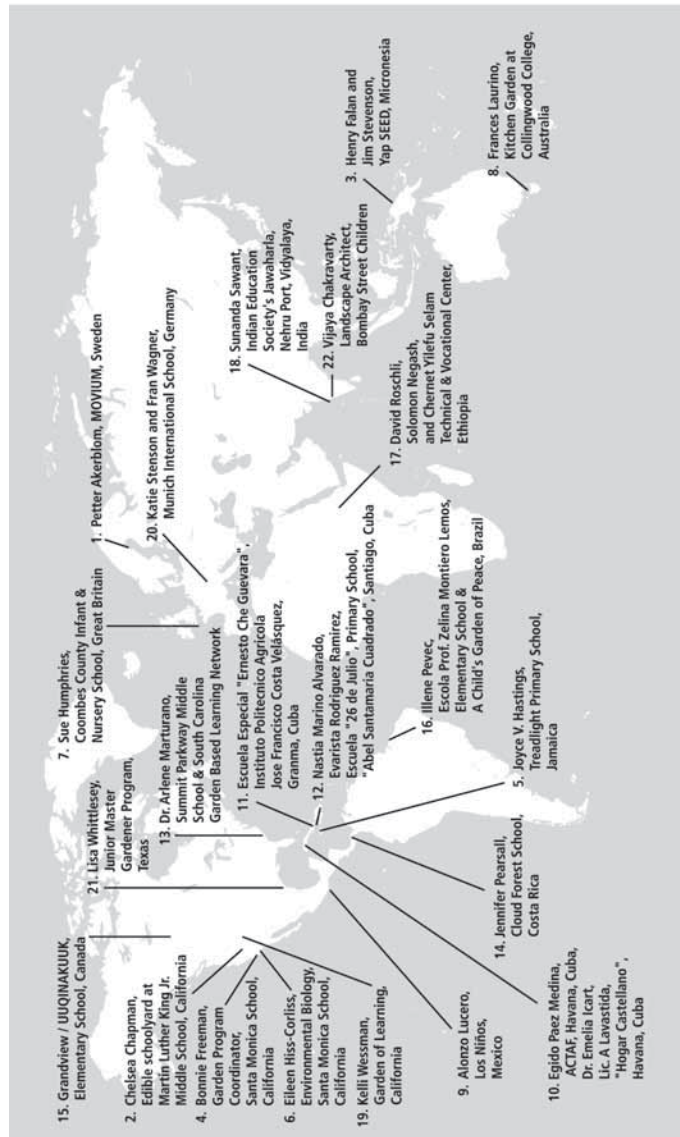 15. Grandview / UUQINAKUUK,
Elementary School, Canada
2. Chelsea Chapman,
Edible schoolyard at
Martin Luther King Jr.
Middle School, California
4. Bonnie Freeman,
Garden Program
Coordinator,
Santa Monica School,
California
6. Eileen Hiss-Corliss,
Environmental Biology,
Santa Monica School,
California
19. Kelli Wessman,
Garden of Learning,
California
9. Alonzo Lucero,
Los Niños,
Mexico
10. Egido Paez Medina,
ACTAF, Havana, Cuba,
Dr. Emelia Icart,
Lic. A Lavastida,
"Hogar Castellano",
Havana, Cuba
7. Sue Humphries,
Coombes County Infant &
Nursery School, Great Britain
21. Lisa Whittlesey,
Junior Master
Gardener Program,
Texas
13. Dr. Arlene Marturano,
Summit Parkway Middle
School & South Carolina
Garden Based Learning Network
11. Escuela Especial "Ernesto Che Guevara",
Instituto Politecnico Agrícola
Jose Francisco Costa Velásquez,
Granma, Cuba
12. Nastia Marino Alvarado,
Evarista Rodriguez Ramirez,
Escuela "26 de Julio", Primary School,
"Abel Santamaría Cuadrado", Santiago, Cuba
16. Illene Pevec,
Escola Prof. Zelina Montiero Lemos,
Elementary School &
A Child's Garden of Peace, Brazil
5. Joyce V. Hastings,
Treadlight Primary School,
Jamaica
14. Jennifer Pearsall,
Cloud Forest School,
Costa Rica
1. Petter Akerblom, MOVIUM, Sweden
20. Katie Stenson and Fran Wagner,
Munich International School, Germany
18. Sunanda Sawant,
Indian Education
Society's Jawaharla,
Nehru Port, Vidyalaya,
India
22. Vijaya Chakravarty,
Landscape Architect,
Bombay Street Children
17. David Roschli,
Solomon Negash,
and Chernet Yilefu Selam
Technical & Vocational Center,
Ethiopia
3. Henry Falan and
Jim Stevenson,
Yap SEED, Micronesia
8. Frances Laurino,
Kitchen Garden at
Collingwood College,
Australia